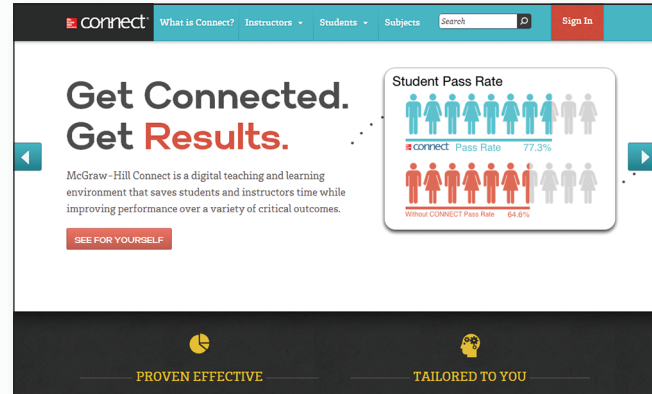 connect
What is Connect?
Instructors
Students
Subjects
Search
Sign In
Get Connected.
Get Results.
McGraw-Hill Connect is a digital teaching and learning
environment that saves students and instructors time while
improving performance over a variety of critical outcomes.
SEE FOR YOURSELF
Student Pass Rate
connect Pass Rate 77.3%
Without CONNECT Pass Rate 64.6%
PROVEN EFFECTIVE
TAILORED TO YOU